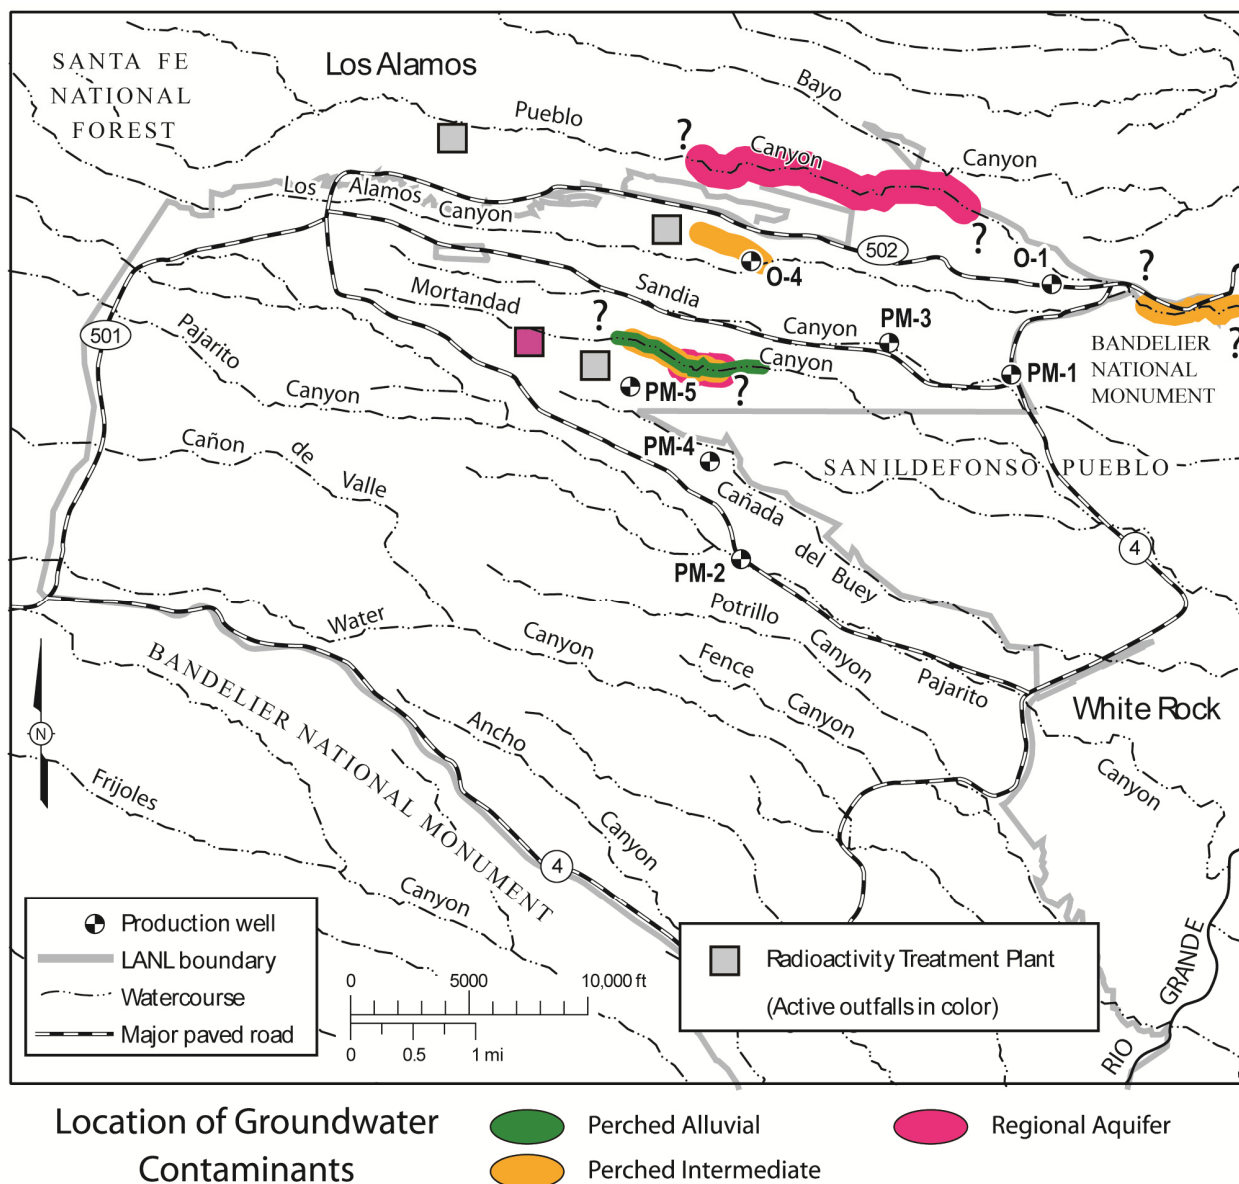 SANTA FE
NATIONAL
FOREST
Los Alamos
Bayo
Pueblo
?
Canyon
Canyon
Los
Alamos
Canyon
502
?
O-1
?
O-4
Sandia
Mortandad
?
Canyon
PM-3
501
Pajarito
Canyon
BANDELIER
NATIONAL
MONUMENT
?
PM-1
PM-5
?
Canyon
Cañon
de
Valle
PM-4
SANILDEFONSO PUEBLO
Cañada
del Buey
4
PM-2
Potrillo
Canyon
Water
Canyon
Fence
Canyon
Pajarito
BANDELIER NATIONAL MONUMENT
White Rock
N
Ancho
Canyon
Canyon
Frijoles
Canyon
4
RIO GRANDE
Production well
LANL boundary
Watercourse
Major paved road
0 5000 10,000 ft
0 0.5 1 mi
Radioactivity Treatment Plant
(Active outfalls in color)
Location of Groundwater
Contaminants
Perched Alluvial
Perched Intermediate
Regional Aquifer